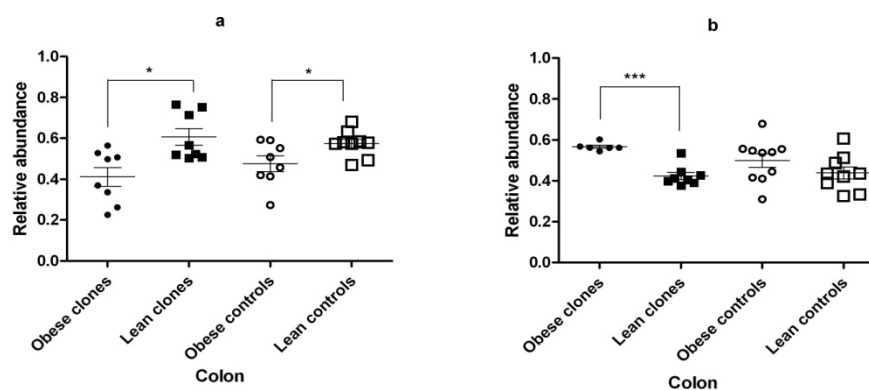 a
Relative abundance
1.0
0.8
0.6
0.4
0.2
0.0
*
*
Obese clones
Lean clones
Obese controls
Lean controls
Colon
b
Relative abundance
1.0
0.8
0.6
0.4
0.2
0.0
***
Obese clones
Lean clones
Obese controls
Lean controls
Colon